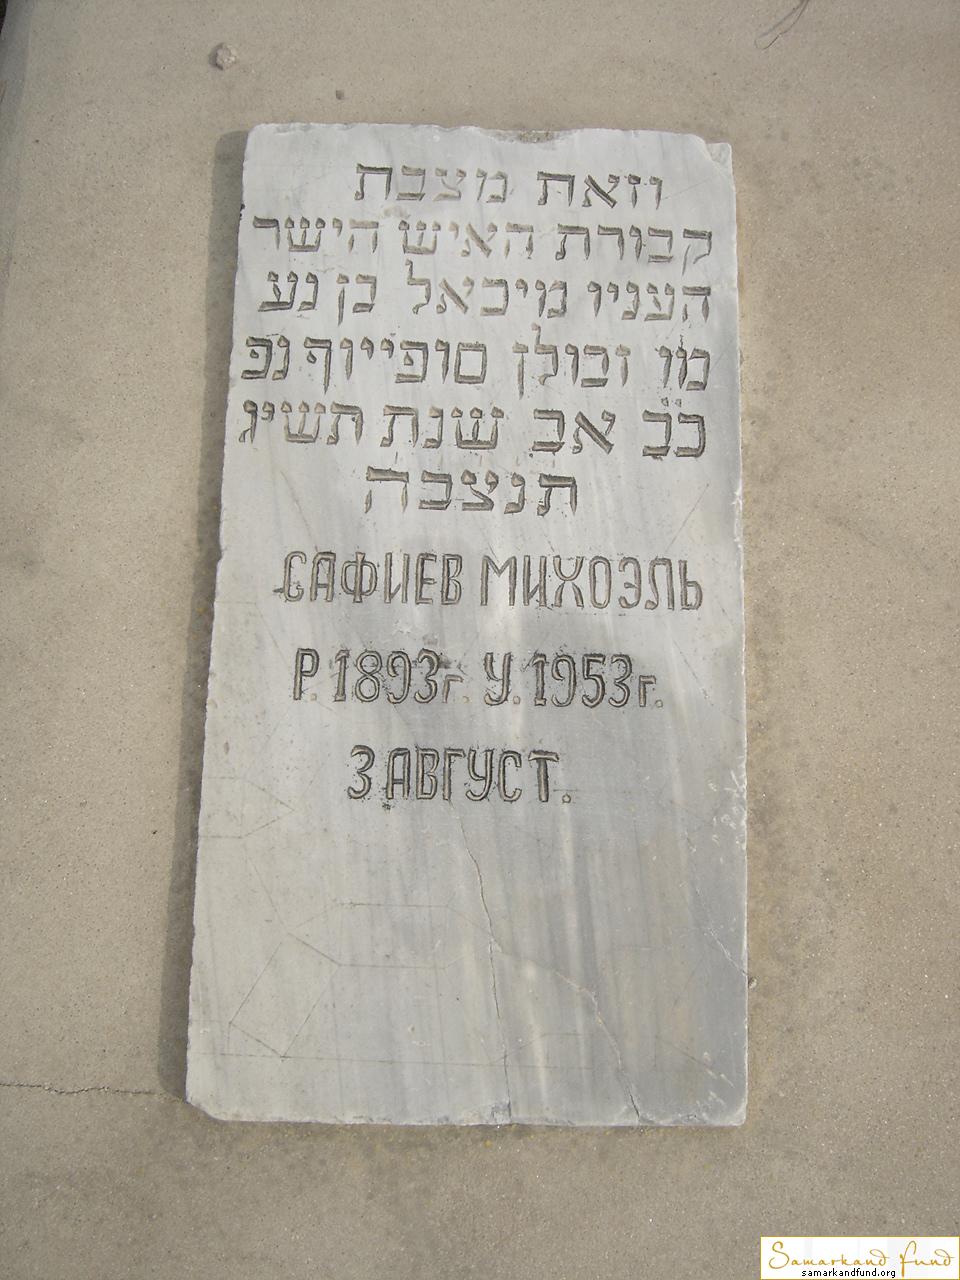 וזאת מצבת
קבורת האיש הישר
העניו מיכאל בן נע
מו זבולן סופייוף נפ
כ״ב אב שנת תשיג
תנצבה
САФИЕВ МИХОЭЛЬ
Р. 1893г. У. 1953г.
3 АВГУСТ.
Samarkand fund
samarkandfund.org